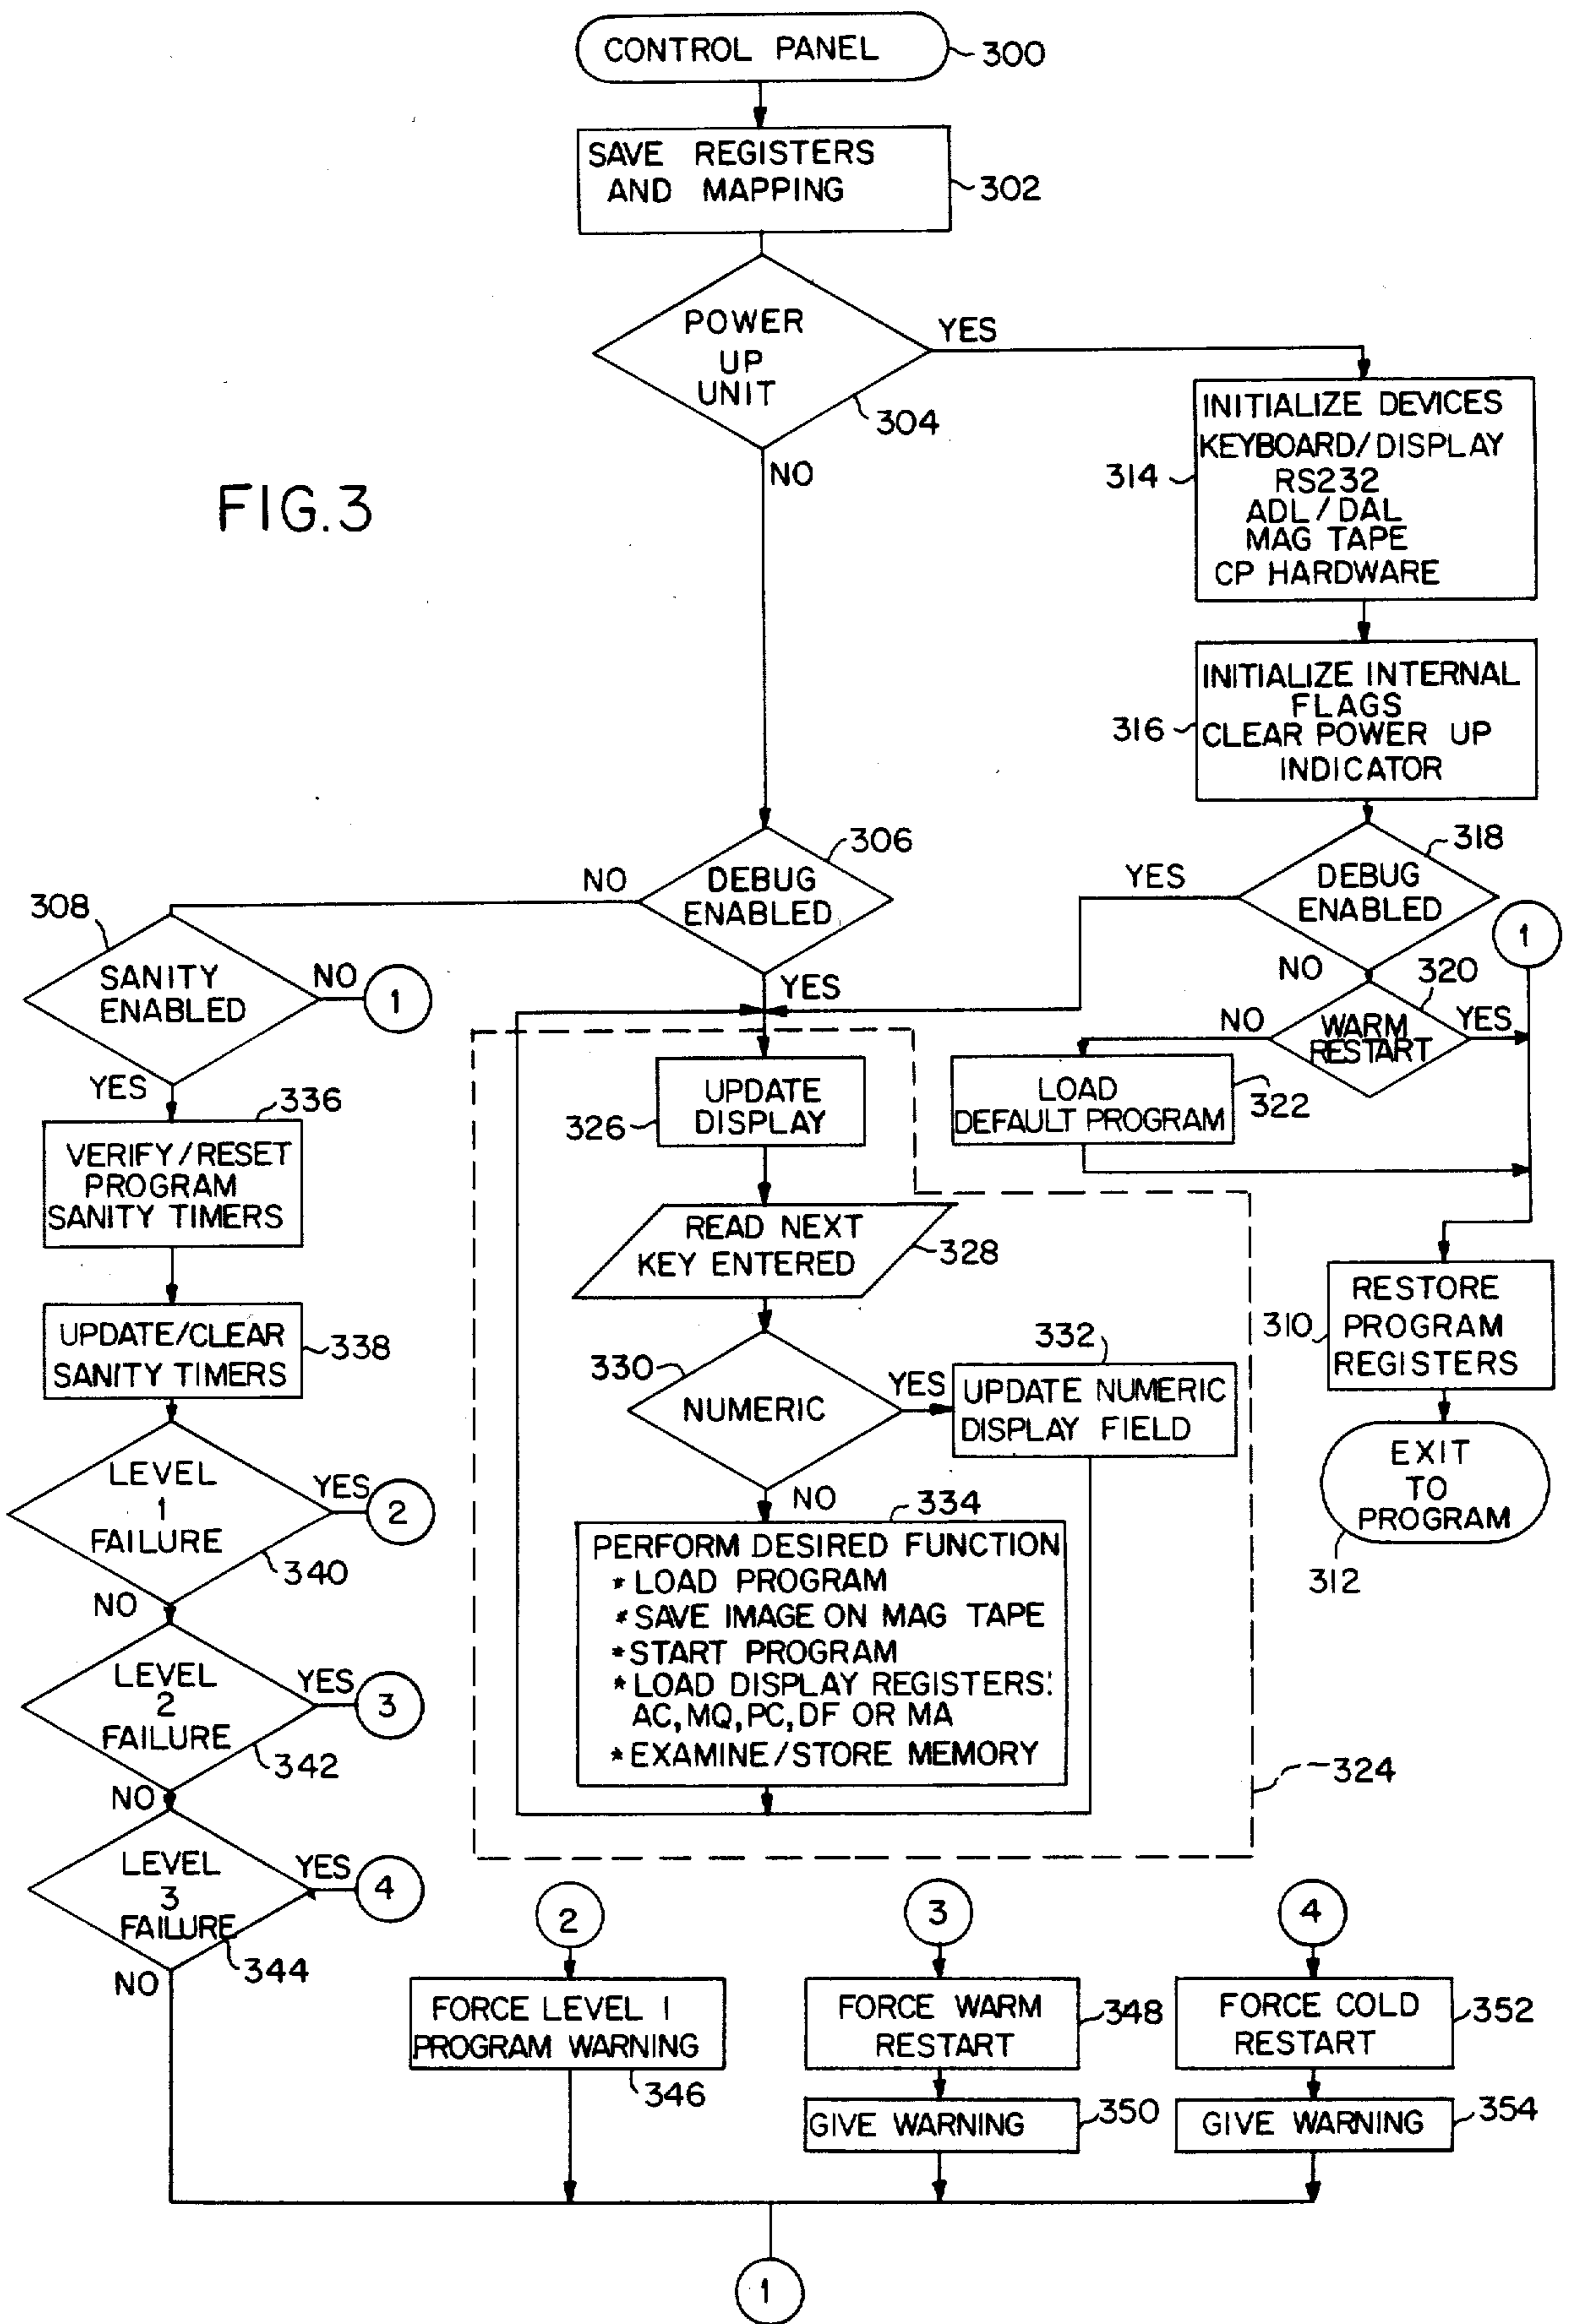 CONTROL PANEL
300
SAVE REGISTERS
AND MAPPING
302
POWER
UP
UNIT
YES
304
NO
FIG.3
INITIALIZE DEVICES
KEYBOARD/DISPLAY
RS232
ADL/DAL
MAG TAPE
CP HARDWARE
314
INITIALIZE INTERNAL
FLAGS
CLEAR POWER UP
INDICATOR
316
306
DEBUG
ENABLED
NO
YES
318
DEBUG
ENABLED
YES
NO
1
308
SANITY
ENABLED
NO
1
YES
320
WARM
RESTART
NO
YES
LOAD
DEFAULT PROGRAM
322
336
VERIFY/RESET
PROGRAM
SANITY TIMERS
UPDATE
DISPLAY
326
READ NEXT
KEY ENTERED
328
RESTORE
PROGRAM
REGISTERS
310
UPDATE/CLEAR
SANITY TIMERS
338
330
NUMERIC
YES
NO
332
UPDATE NUMERIC
DISPLAY FIELD
EXIT
TO
PROGRAM
312
LEVEL
1
FAILURE
YES
2
340
NO
334
PERFORM DESIRED FUNCTION
*LOAD PROGRAM
*SAVE IMAGE ON MAG TAPE
*START PROGRAM
*LOAD DISPLAY REGISTERS:
AC,MQ,PC,DF OR MA
*EXAMINE/STORE MEMORY
324
LEVEL
2
FAILURE
YES
3
342
NO
LEVEL
3
FAILURE
YES
4
344
NO
2
FORCE LEVEL 1
PROGRAM WARNING
346
3
FORCE WARM
RESTART
348
GIVE WARNING
350
4
FORCE COLD
RESTART
352
GIVE WARNING
354
1